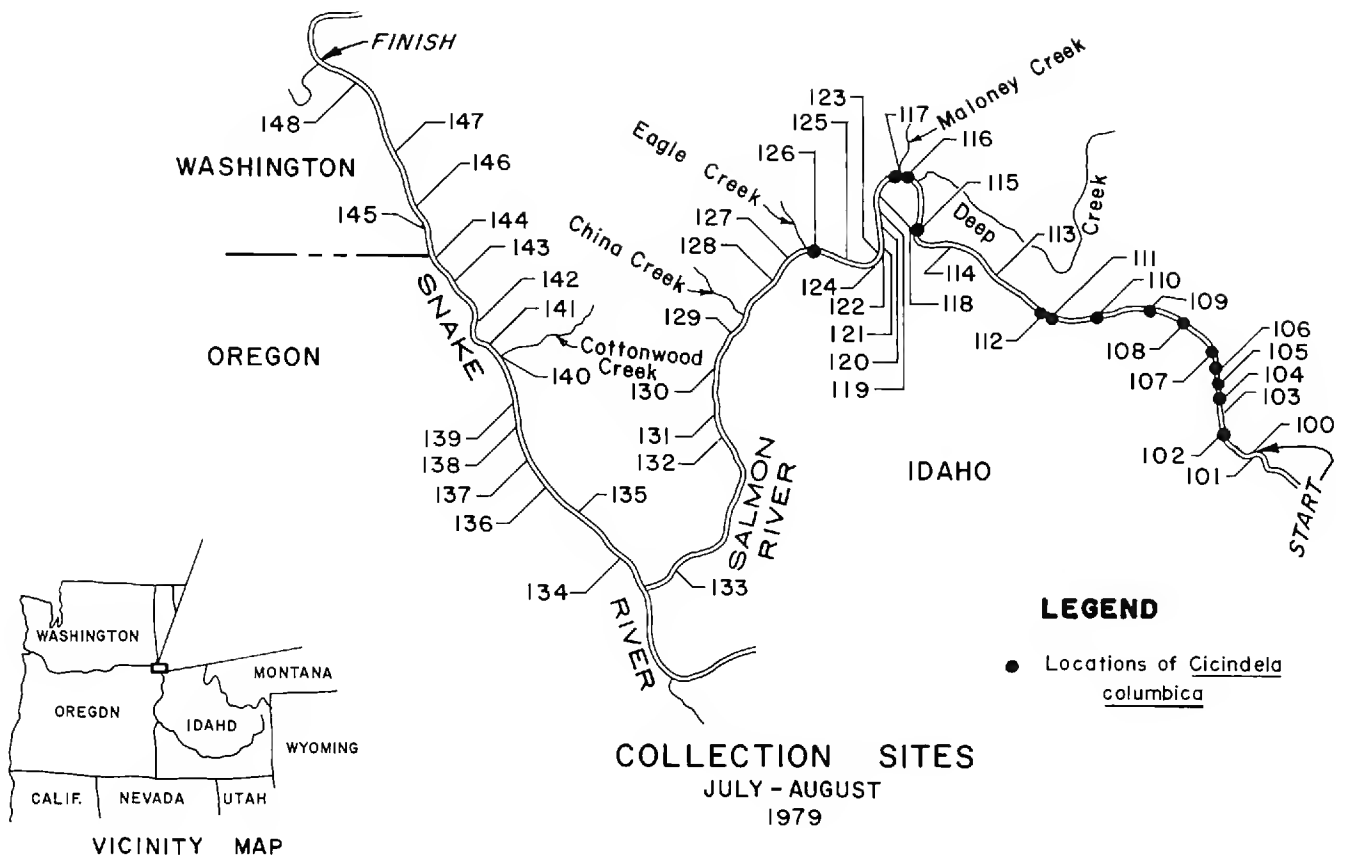 FINISH
148
147
WASHINGTON
146
145
144
143
142
141
140
Cottonwood
Creek
139
138
137
136
135
134
133
SNAKE
RIVER
OREGON
SALMON
RIVER
132
131
130
129
China Creek
128
127
Eagle Creek
126
125
124
123
122
121
120
119
118
117
Maloney Creek
116
115
Deep
Creek
114
113
112
111
110
109
108
107
106
105
104
103
102
101
100
START
IDAHO
LEGEND
Locations of Cicindela
columbica
COLLECTION SITES
JULY - AUGUST
1979
WASHINGTON
MONTANA
OREGON
IDAHO
WYOMING
CALIF.
NEVADA
UTAH
VICINITY MAP